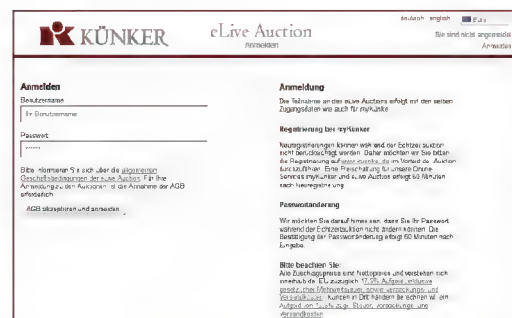 KÜNKER
eLive Auction
Anmelden
deutsch english Euro
Sie sind nicht angemeldet
Anmelden
Anmelden
Benutzername
Ihr Benutzername
Passwort
Bitte informieren Sie sich über die allgemeinen
Geschäftsbedingungen der eLive Auction. Für Ihre
Anmeldung zu den Auktionen ist die Annahme der AGB
erforderlich
AGB akzeptieren und anmelden
Anmeldung
Die Teilnahme an den eLive Auctions erfolgt mit den selben
Zugangsdaten wie auch für myKünker
Registrierung bei myKünker
Neuregistrierungen können während der Echtzeitauktion
nicht berücksichtigt werden. Daher möchten wir Sie bitten
die Registrierung auf www.kuenker.de im Vorfeld der Auktion
durchzuführen. Eine Freischaltung für unsere Online-
Services myKünker und eLive Auction erfolgt 60 Minuten
nach Neuregistrierung
Passwortänderung
Wir möchten Sie darauf hinweisen, dass Sie Ihr Passwort
während der Echtzeitauktion nicht ändern können. Die
Bestätigung der Passwortänderung erfolgt 60 Minuten nach
Eingabe.
Bitte beachten Sie:
Alle Zuschlagspreise sind Nettopreise und verstehen sich
innerhalb der EU zuzüglich Aufgeld inklusive
gesetzlicher Mehrwertsteuer, sowie Verpackungs- und
Versandkosten. Kunden in Drittländern berechnen wir ein
Aufgeld von zzgl. Steuer, Verpackungs- und
Versandkosten